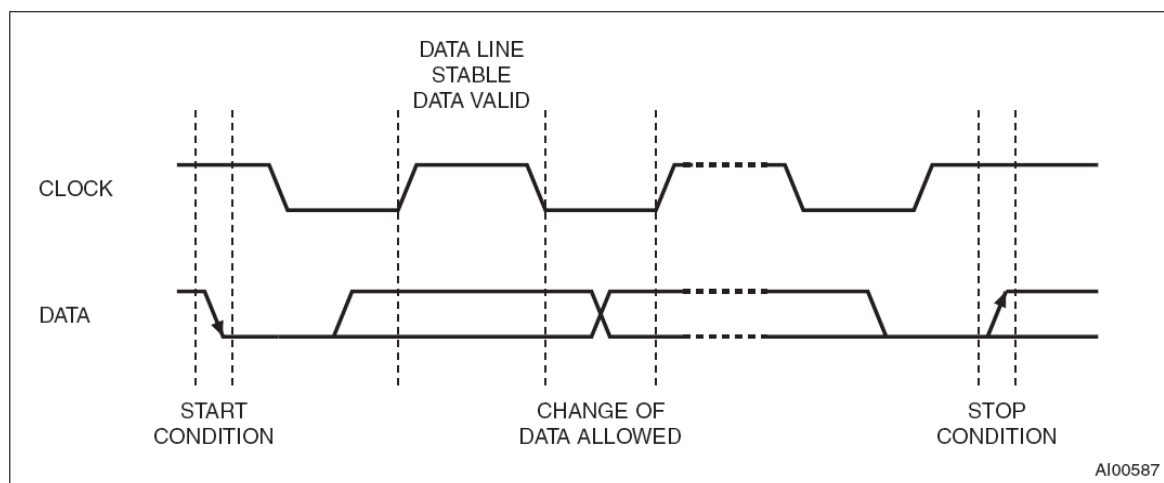 DATA LINE
STABLE
DATA VALID
CLOCK
DATA
START
CONDITION
CHANGE OF
DATA ALLOWED
STOP
CONDITION
AI00587